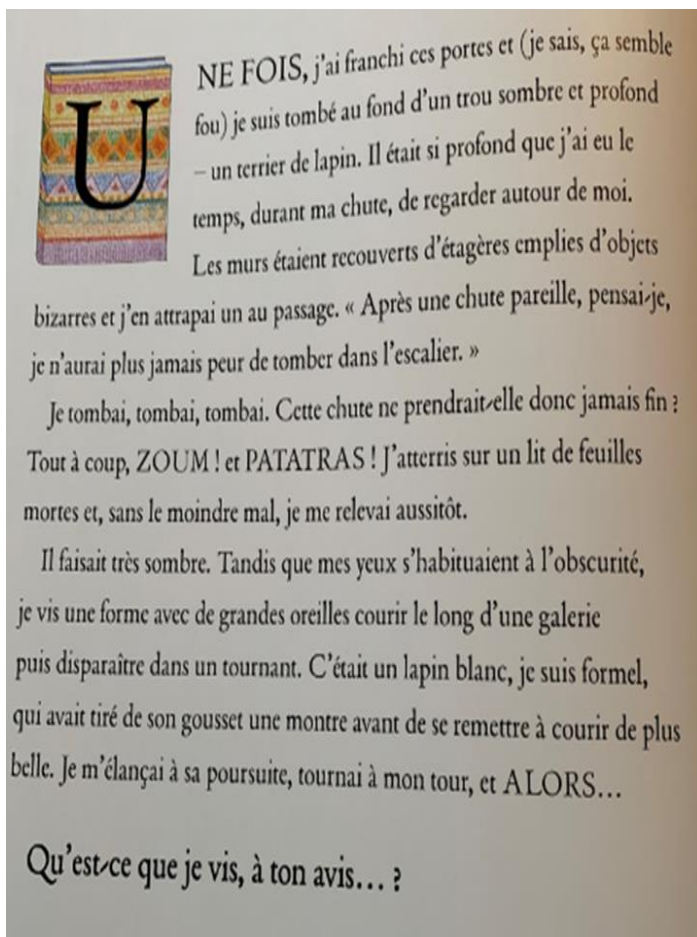 UNE FOIS, j'ai franchi ces portes et (je sais, ça semble
fou) je suis tombé au fond d'un trou sombre et profond
– un terrier de lapin. Il était si profond que j'ai eu le
temps, durant ma chute, de regarder autour de moi.
Les murs étaient recouverts d'étagères emplies d'objets
bizarres et j'en attrapai un au passage. « Après une chute pareille, pensai-je,
je n'aurai plus jamais peur de tomber dans l'escalier. »
Je tombai, tombai, tombai. Cette chute ne prendrait-elle donc jamais fin ?
Tout à coup, ZOUM ! et PATATRAS ! J'atterris sur un lit de feuilles
mortes et, sans le moindre mal, je me relevai aussitôt.
Il faisait très sombre. Tandis que mes yeux s'habituaient à l'obscurité,
je vis une forme avec de grandes oreilles courir le long d'une galerie
puis disparaître dans un tournant. C'était un lapin blanc, je suis formel,
qui avait tiré de son gousset une montre avant de se remettre à courir de plus
belle. Je m'élançai à sa poursuite, tournai à mon tour, et ALORS...
Qu'est-ce que je vis, à ton avis... ?